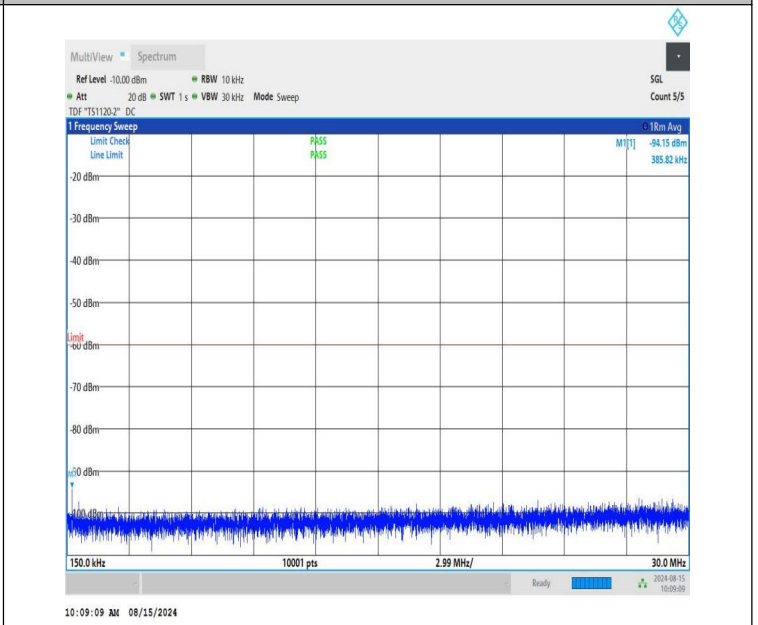 MultiView Spectrum
Ref Level -10.00 dBm RBW 10 kHz SGL
Att 20 dB SWT 1 s VBW 30 kHz Mode Sweep Count 5/5
TDF "TS1120-2" DC
1 Frequency Sweep 1Rm Avg
Limit Check PASS M1[1] -94.15 dBm
Line Limit PASS 385.82 kHz
-20 dBm
-30 dBm
-40 dBm
-50 dBm
Limit
-60 dBm
-70 dBm
-80 dBm
M1
-90 dBm
-100 dBm
150.0 kHz 10001 pts 2.99 MHz/ 30.0 MHz
Ready 2024-08-15
10:09:09
10:09:09 AM 08/15/2024